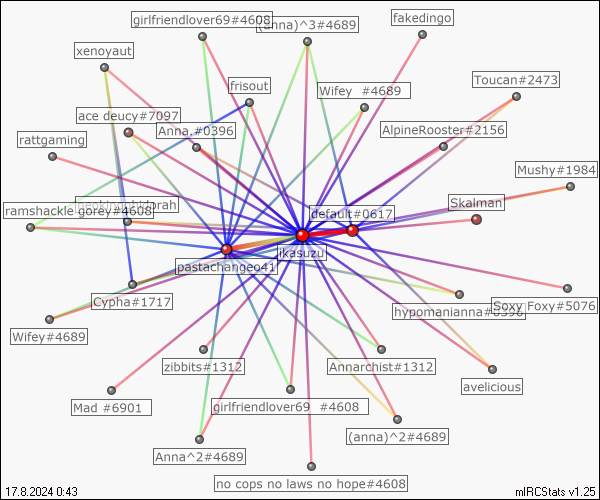 girlfriendlover69#4608
(anna)^3#4689
fakedingo
xenoyaut
frisout
Wifey #4689
Toucan#2473
ace deucy#7097
Anna.#0396
AlpineRooster#2156
rattgaming
Mushy#1984
Skalman
ramshackle gorey#4608
default#0617
ikasuzu
pastachangeo41
Cypha#1717
hypomanianna#0396
Soxy Foxy#5076
Wifey#4689
zibbits#1312
Annarchist#1312
avelicious
Mad #6901
girlfriendlover69 #4608
(anna)^2#4689
Anna^2#4689
no cops no laws no hope#4608
17.8.2024 0:43
mIRCStats v1.25